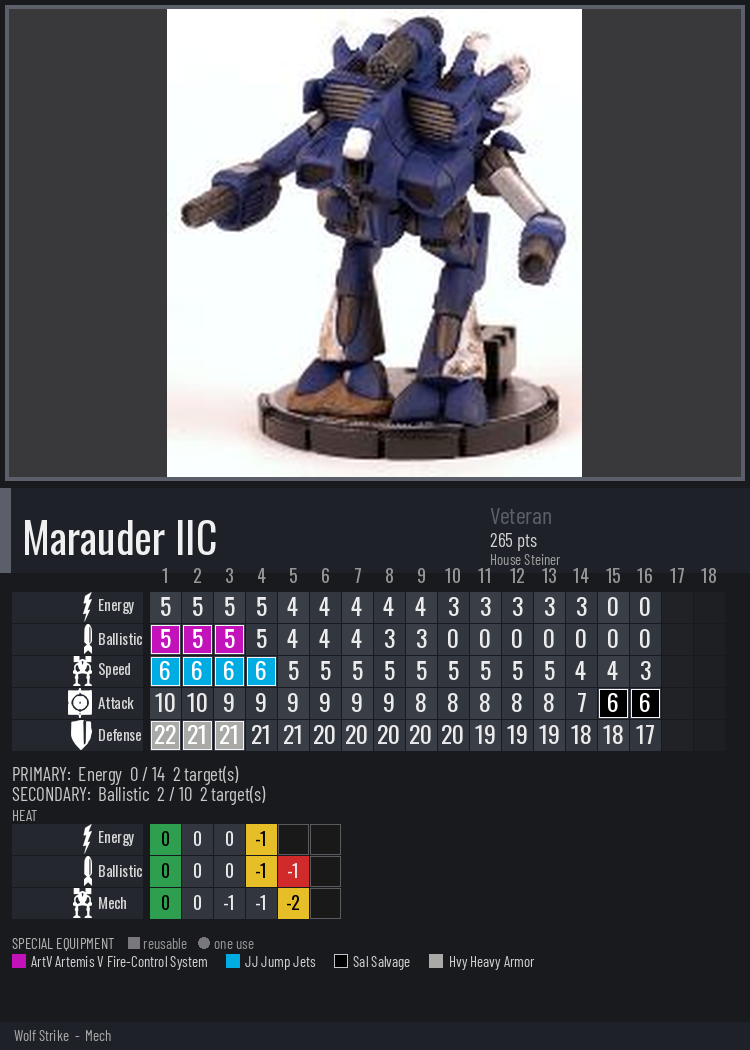 Marauder IIC
Veteran
265 pts
House Steiner
1 2 3 4 5 6 7 8 9 10 11 12 13 14 15 16 17 18
Energy 5 5 5 5 4 4 4 4 4 3 3 3 3 3 0 0
Ballistic 5 5 5 5 4 4 4 3 3 0 0 0 0 0 0 0
Speed 6 6 6 6 5 5 5 5 5 5 5 5 5 4 4 3
Attack 10 10 9 9 9 9 9 9 8 8 8 8 8 7 6 6
Defense 22 21 21 21 21 20 20 20 20 20 19 19 19 18 18 17
PRIMARY: Energy 0 / 14 2 target(s)
SECONDARY: Ballistic 2 / 10 2 target(s)
HEAT
Energy 0 0 0 -1
Ballistic 0 0 0 -1 -1
Mech 0 0 -1 -1 -2
SPECIAL EQUIPMENT reusable one use
ArtV Artemis V Fire-Control System JJ Jump Jets Sal Salvage Hvy Heavy Armor
Wolf Strike - Mech